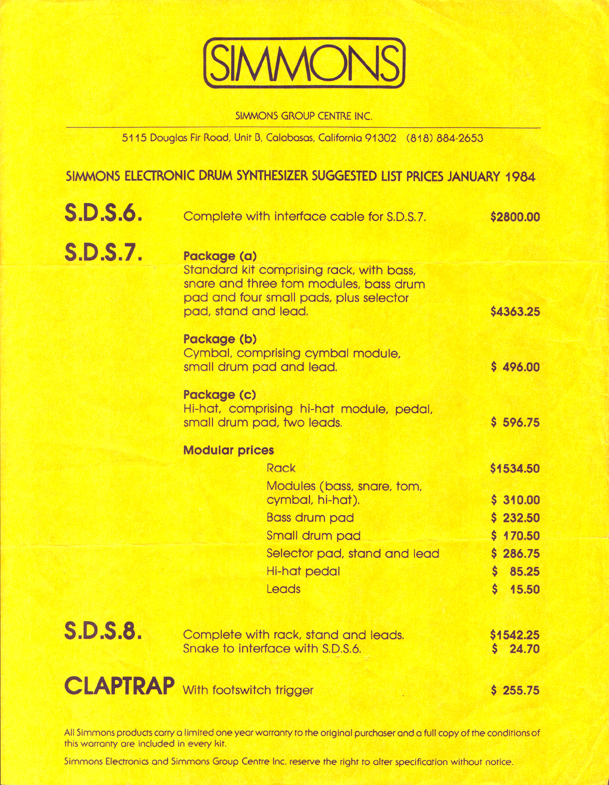 SIMMONS
SIMMONS GROUP CENTRE INC.
5115 Douglas Fir Road, Unit B, Calabasas, California 91302 (818) 884-2653
SIMMONS ELECTRONIC DRUM SYNTHESIZER SUGGESTED LIST PRICES JANUARY 1984
S.D.S.6. Complete with interface cable for S.D.S.7. $2800.00
S.D.S.7. Package (a)
Standard kit comprising rack, with bass,
snare and three tom modules, bass drum
pad and four small pads, plus selector
pad, stand and lead. $4363.25
Package (b)
Cymbal, comprising cymbal module,
small drum pad and lead. $ 496.00
Package (c)
Hi-hat, comprising hi-hat module, pedal,
small drum pad, two leads. $ 596.75
Modular prices
Rack $1534.50
Modules (bass, snare, tom,
cymbal, hi-hat). $ 310.00
Bass drum pad $ 232.50
Small drum pad $ 170.50
Selector pad, stand and lead $ 286.75
Hi-hat pedal $ 85.25
Leads $ 15.50
S.D.S.8. Complete with rack, stand and leads. $1542.25
Snake to interface with S.D.S.6. $ 24.70
CLAPTRAP With footswitch trigger $ 255.75
All Simmons products carry a limited one year warranty to the original purchaser and a full copy of the conditions of
this warranty are included in every kit.
Simmons Electronics and Simmons Group Centre Inc. reserve the right to alter specification without notice.